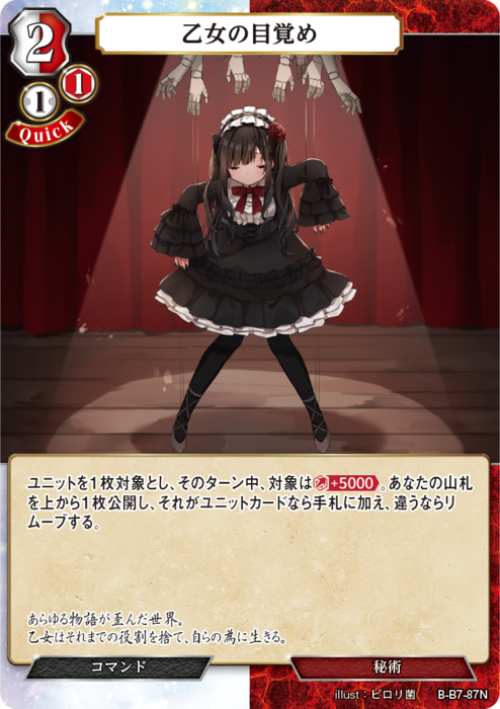 2
乙女の目覚め
1
1
Quick
ユニットを1枚対象とし、そのターン中、対象は+5000。あなたの山札
を上から1枚公開し、それがユニットカードなら手札に加え、違うならリ
ムーブする。
あらゆる物語が歪んだ世界。
乙女はそれまでの役割を捨て、自らの為に生きる。
コマンド
秘術
illust：ピロリ菌
B-B7-87N